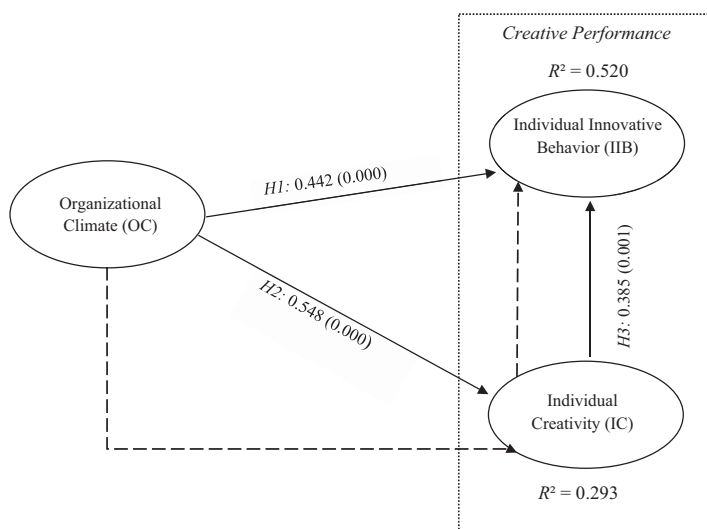 Creative Performance
R² = 0.520
Individual Innovative
Behavior (IIB)
H1: 0.442 (0.000)
Organizational
Climate (OC)
H2: 0.548 (0.000)
H3: 0.385 (0.001)
Individual
Creativity (IC)
R² = 0.293